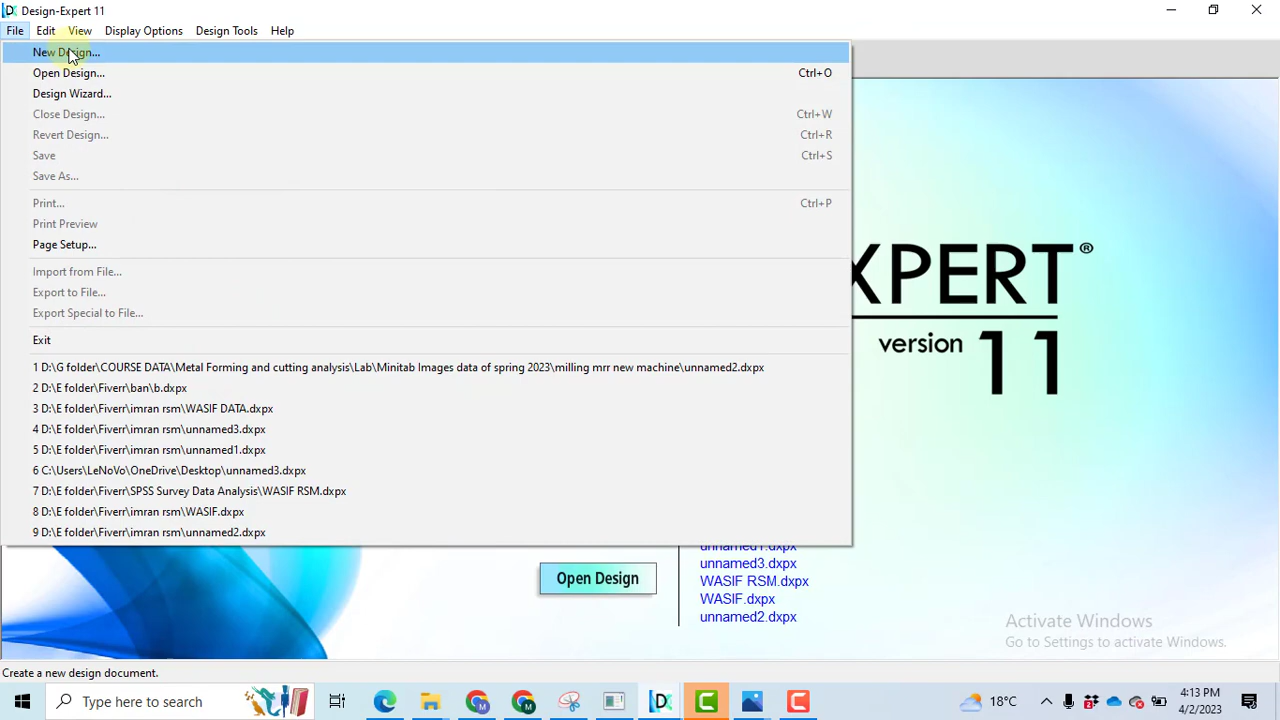 Design-Expert 11
File Edit View Display Options Design Tools Help
New Design...
Open Design... Ctrl+O
Design Wizard...
Close Design... Ctrl+W
Revert Design... Ctrl+R
Save Ctrl+S
Save As...
Print... Ctrl+P
Print Preview
Page Setup...
Import from File...
Export to File...
Export Special to File...
Exit
1 D:\G folder\COURSE DATA\Metal Forming and cutting analysis\Lab\Minitab Images data of spring 2023\milling mrr new machine\unnamed2.dxpx
2 D:\E folder\Fiverr\ban\b.dxpx
3 D:\E folder\Fiverr\imran rsm\WASIF DATA.dxpx
4 D:\E folder\Fiverr\imran rsm\unnamed3.dxpx
5 D:\E folder\Fiverr\imran rsm\unnamed1.dxpx
6 C:\Users\LeNoVo\OneDrive\Desktop\unnamed3.dxpx
7 D:\E folder\Fiverr\SPSS Survey Data Analysis\WASIF RSM.dxpx
8 D:\E folder\Fiverr\imran rsm\WASIF.dxpx
9 D:\E folder\Fiverr\imran rsm\unnamed2.dxpx
XPERT®
version 11
Open Design
unnamed1.dxpx
unnamed3.dxpx
WASIF RSM.dxpx
WASIF.dxpx
unnamed2.dxpx
Activate Windows
Go to Settings to activate Windows.
Create a new design document.
Type here to search
18°C
4:13 PM
4/2/2023